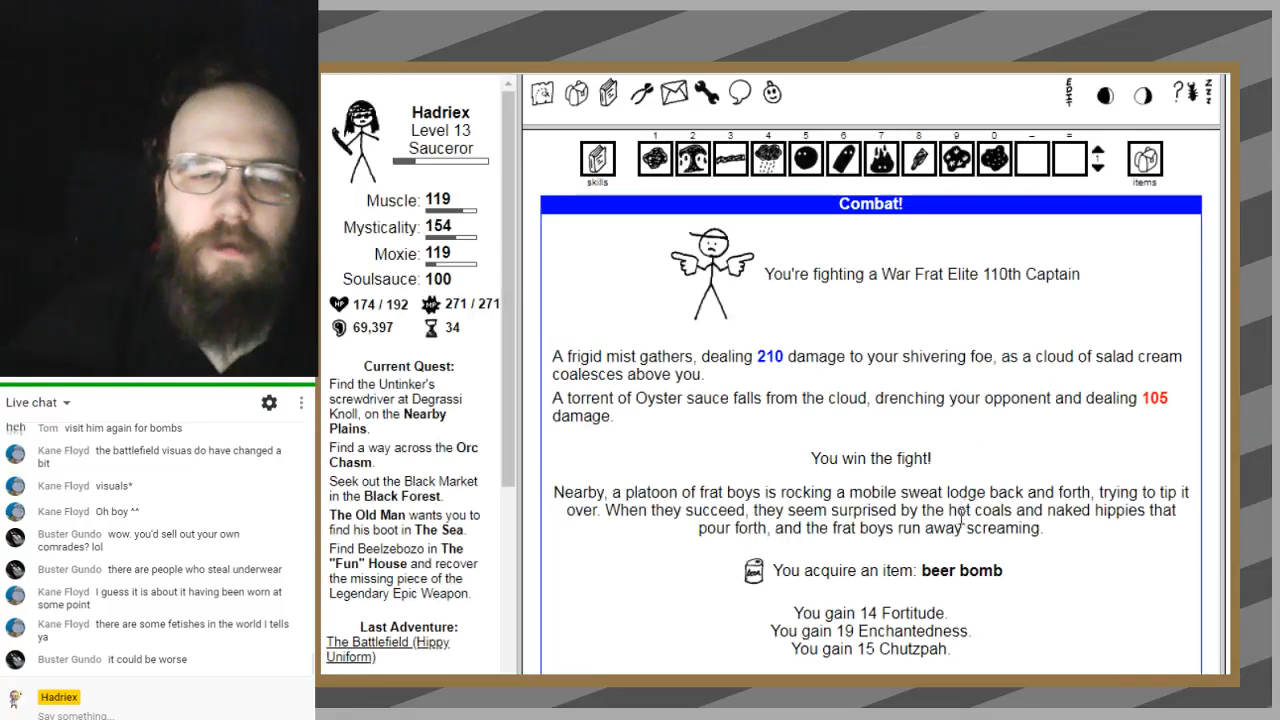 Live chat
Tom visit him again for bombs
Kane Floyd the battlefield visuas do have changed a
bit
Kane Floyd visuals*
Kane Floyd Oh boy ^^
Buster Gundo wow. you'd sell out your own
comrades? lol
Buster Gundo there are people who steal underwear
Kane Floyd I guess it is about it having been worn at
some point
Kane Floyd there are some fetishes in the world I tells
ya
Buster Gundo it could be worse
Hadriex
Say something...
Hadriex
Level 13
Sauceror
Muscle: 119
Mysticality: 154
Moxie: 119
Soulsauce: 100
HP 174 / 192 MP 271 / 271
69,397 34
Current Quest:
Find the Untinker's
screwdriver at Degrassi
Knoll, on the Nearby
Plains.
Find a way across the Orc
Chasm.
Seek out the Black Market
in the Black Forest.
The Old Man wants you to
find his boot in The Sea.
Find Beelzebozo in The
"Fun" House and recover
the missing piece of the
Legendary Epic Weapon.
Last Adventure:
The Battlefield (Hippy
Uniform)
1 2 3 4 5 6 7 8 9 0 - =
1
skills items
Combat!
You're fighting a War Frat Elite 110th Captain
A frigid mist gathers, dealing 210 damage to your shivering foe, as a cloud of salad cream
coalesces above you.
A torrent of Oyster sauce falls from the cloud, drenching your opponent and dealing 105
damage.
You win the fight!
Nearby, a platoon of frat boys is rocking a mobile sweat lodge back and forth, trying to tip it
over. When they succeed, they seem surprised by the hot coals and naked hippies that
pour forth, and the frat boys run away screaming.
You acquire an item: beer bomb
You gain 14 Fortitude.
You gain 19 Enchantedness.
You gain 15 Chutzpah.